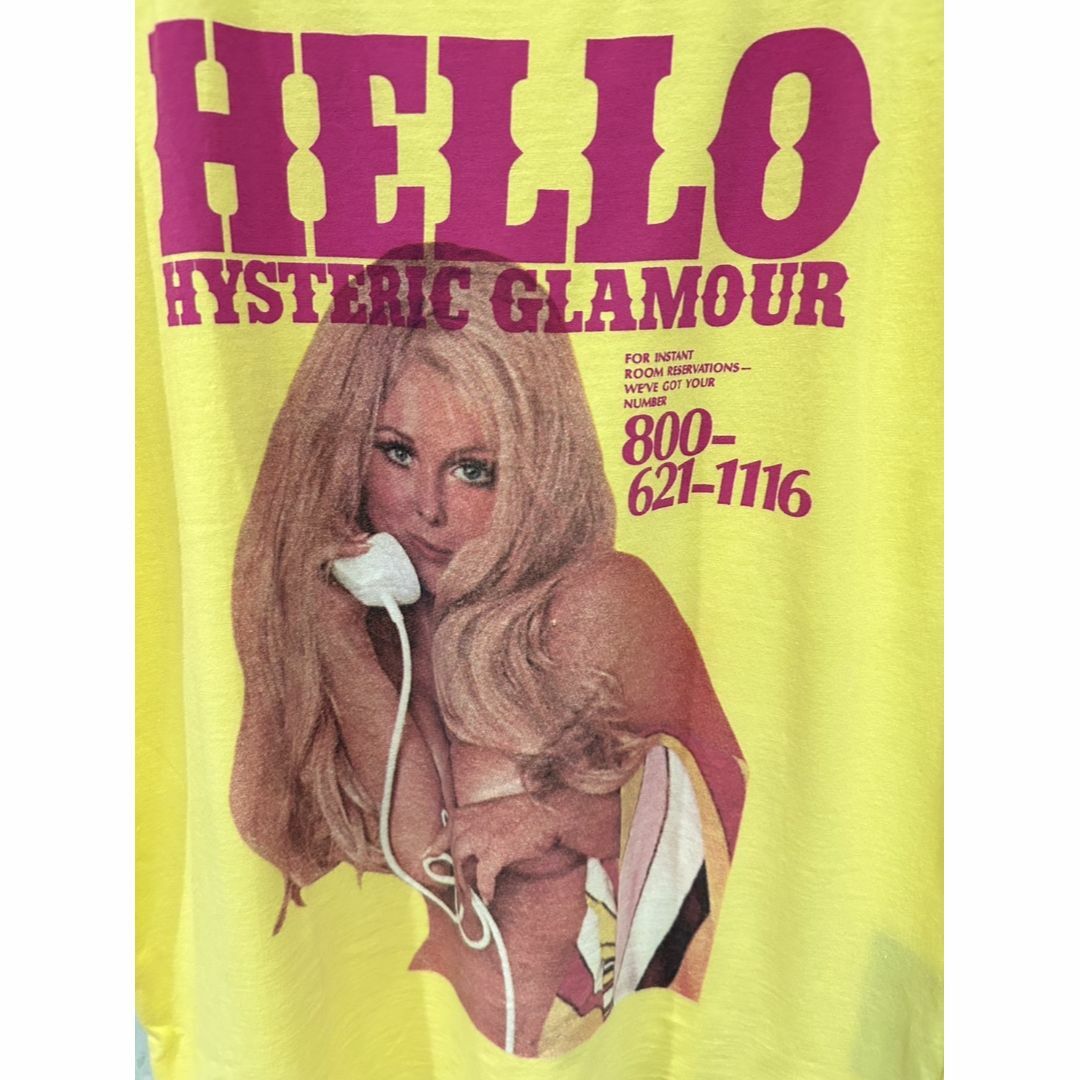 HELLO
HYSTERIC GLAMOUR
FOR INSTANT
ROOM RESERVATIONS—
WE'VE GOT YOUR
NUMBER
800-
621-1116